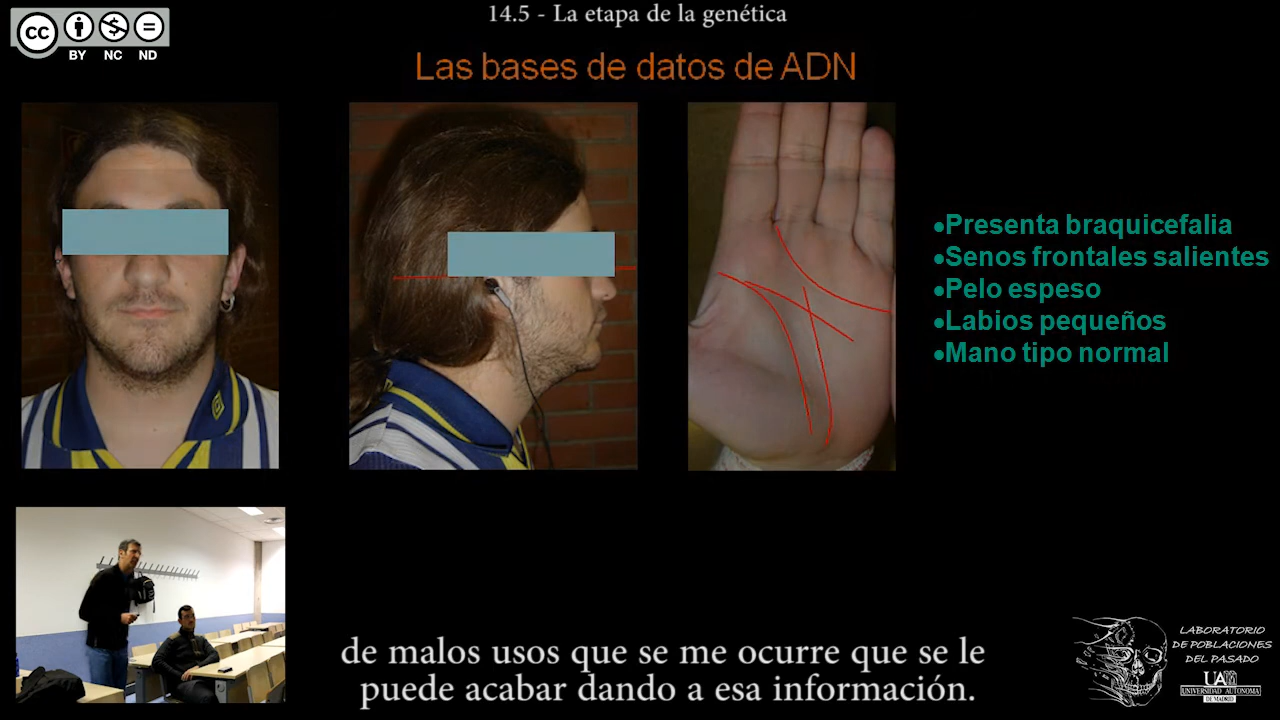 14.5 - La etapa de la genética
cc
BY NC ND
Las bases de datos de ADN
•Presenta braquicefalia
•Senos frontales salientes
•Pelo espeso
•Labios pequeños
•Mano tipo normal
de malos usos que se me ocurre que se le
puede acabar dando a esa información.
LABORATORIO
DE POBLACIONES
DEL PASADO
UAM
UNIVERSIDAD AUTONOMA
DE MADRID